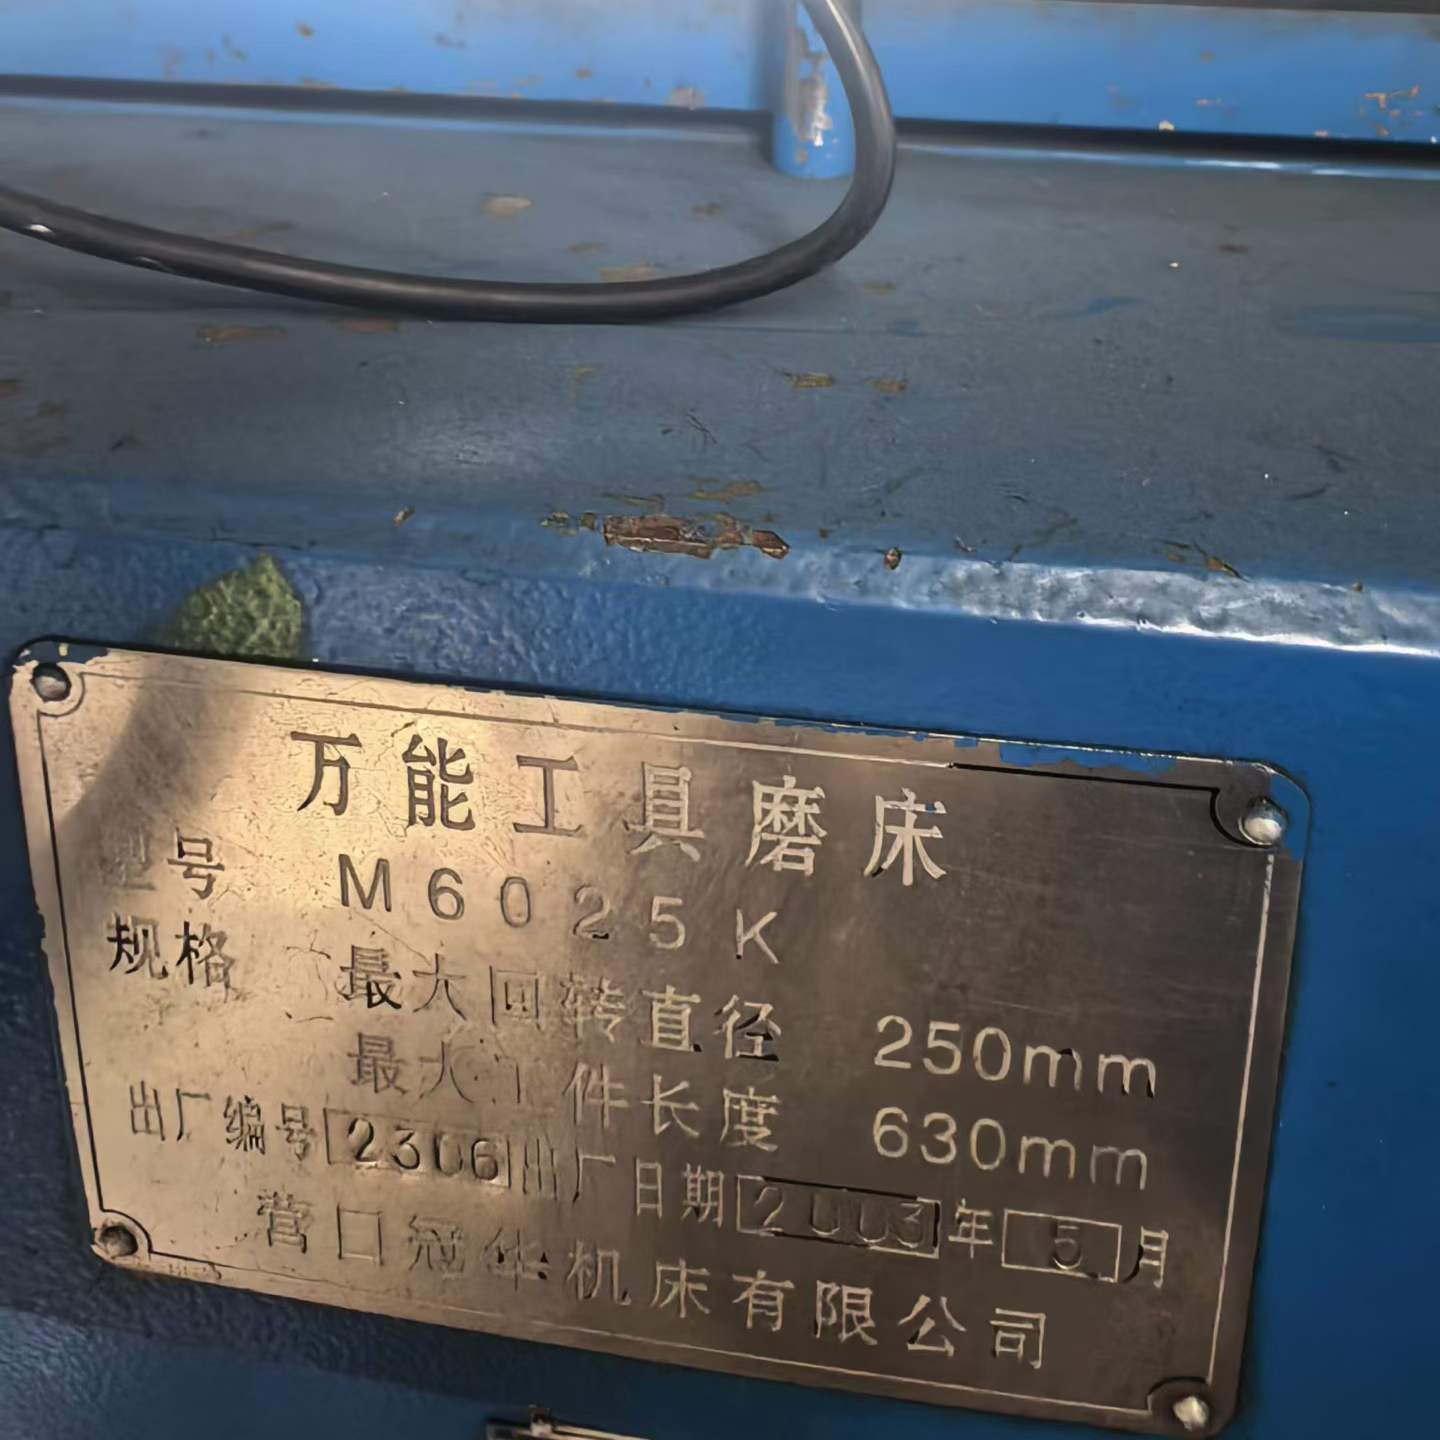 万能工具磨床
型号 M6025K
规格 最大回转直径 250mm
最大工件长度 630mm
出厂编号 2306 出厂日期 2003 年 5 月
营口冠华机床有限公司